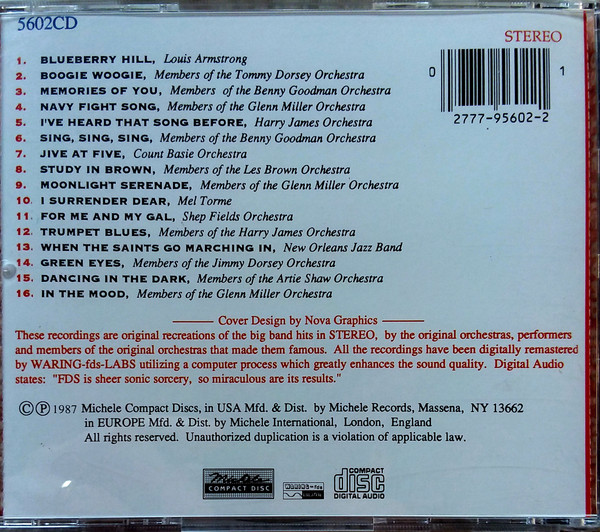 5602CD
STEREO
1. BLUEBERRY HILL, Louis Armstrong
2. BOOGIE WOOGIE, Members of the Tommy Dorsey Orchestra
3. MEMORIES OF YOU, Members of the Benny Goodman Orchestra
4. NAVY FIGHT SONG, Members of the Glenn Miller Orchestra
5. I'VE HEARD THAT SONG BEFORE, Harry James Orchestra
6. SING, SING, SING, Members of the Benny Goodman Orchestra
7. JIVE AT FIVE, Count Basie Orchestra
8. STUDY IN BROWN, Members of the Les Brown Orchestra
9. MOONLIGHT SERENADE, Members of the Glenn Miller Orchestra
10. I SURRENDER DEAR, Mel Torme
11. FOR ME AND MY GAL, Shep Fields Orchestra
12. TRUMPET BLUES, Members of the Harry James Orchestra
13. WHEN THE SAINTS GO MARCHING IN, New Orleans Jazz Band
14. GREEN EYES, Members of the Jimmy Dorsey Orchestra
15. DANCING IN THE DARK, Members of the Artie Shaw Orchestra
16. IN THE MOOD, Members of the Glenn Miller Orchestra
0 1
2777-95602-2
Cover Design by Nova Graphics
These recordings are original recreations of the big band hits in STEREO, by the original orchestras, performers
and members of the original orchestras that made them famous. All the recordings have been digitally remastered
by WARING-fds-LABS utilizing a computer process which greatly enhances the sound quality. Digital Audio
states: "FDS is sheer sonic sorcery, so miraculous are its results."
©Ⓟ1987 Michele Compact Discs, in USA Mfd. & Dist. by Michele Records, Massena, NY 13662
in EUROPE Mfd. & Dist. by Michele International, London, England
All rights reserved. Unauthorized duplication is a violation of applicable law.
COMPACT DISC
WARING-fds
COMPACT
disc
DIGITAL AUDIO